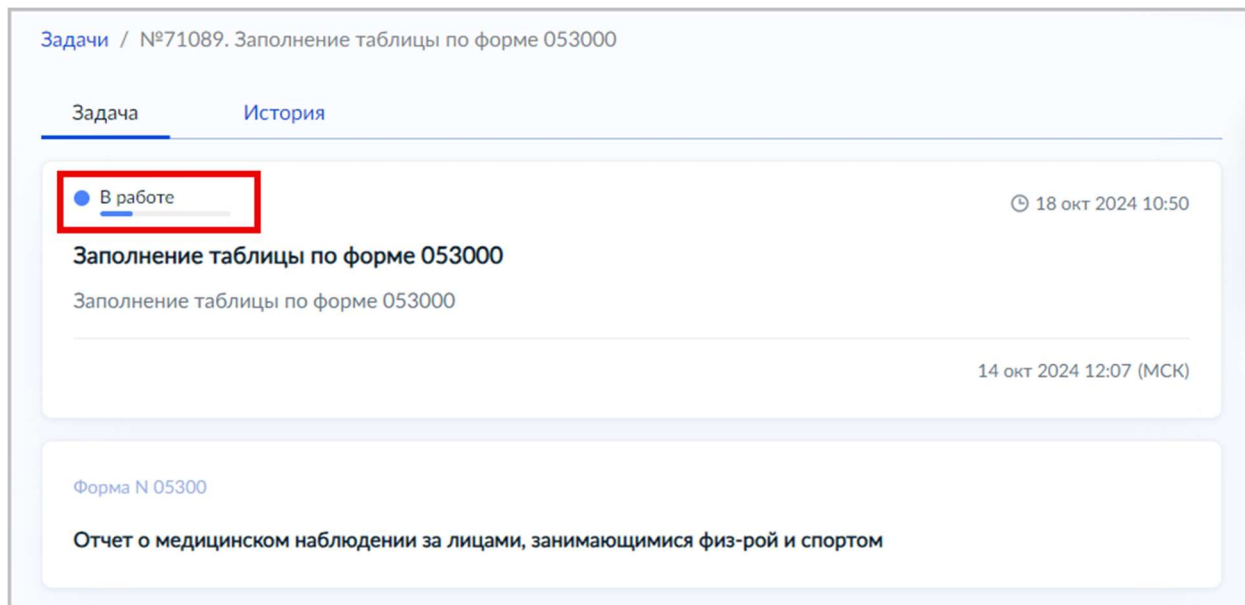 Задачи / №71089. Заполнение таблицы по форме 053000
Задача История
В работе 18 окт 2024 10:50
Заполнение таблицы по форме 053000
Заполнение таблицы по форме 053000
14 окт 2024 12:07 (МСК)
Форма N 05300
Отчет о медицинском наблюдении за лицами, занимающимися физ-рой и спортом